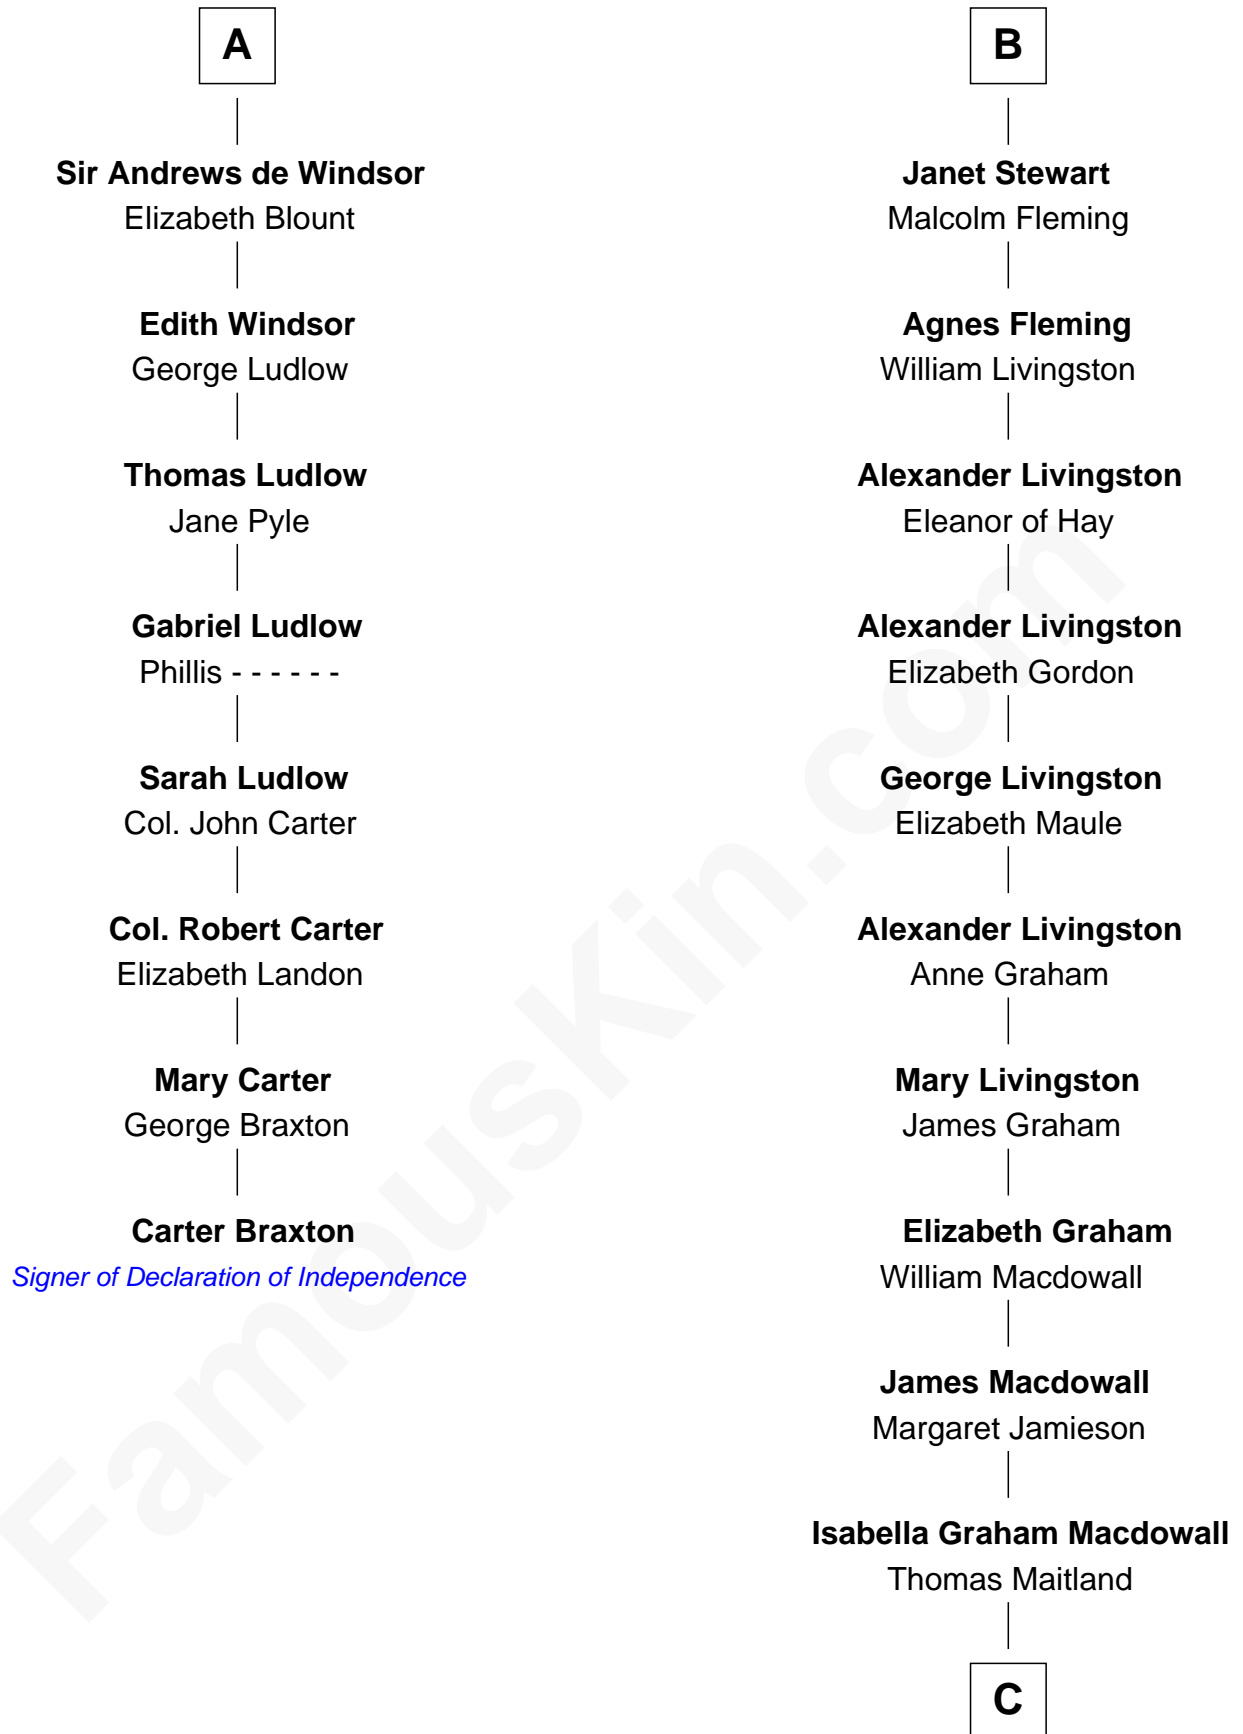 A
Sir Andrews de Windsor
Elizabeth Blount
Edith Windsor
George Ludlow
Thomas Ludlow
Jane Pyle
Gabriel Ludlow
Phillis - - - - - -
Sarah Ludlow
Col. John Carter
Col. Robert Carter
Elizabeth Landon
Mary Carter
George Braxton
Carter Braxton
Signer of Declaration of Independence
B
Janet Stewart
Malcolm Fleming
Agnes Fleming
William Livingston
Alexander Livingston
Eleanor of Hay
Alexander Livingston
Elizabeth Gordon
George Livingston
Elizabeth Maule
Alexander Livingston
Anne Graham
Mary Livingston
James Graham
Elizabeth Graham
William Macdowall
James Macdowall
Margaret Jamieson
Isabella Graham Macdowall
Thomas Maitland
C
FamousKin.com